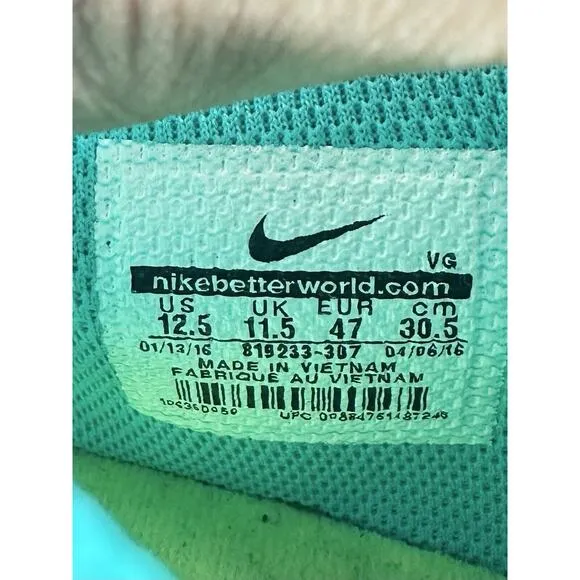 VG
nikebetterworld.com
US UK EUR cm
12.5 11.5 47 30.5
01/13/16 819233-307 04/06/16
MADE IN VIETNAM
FABRIQUE AU VIETNAM
UPC